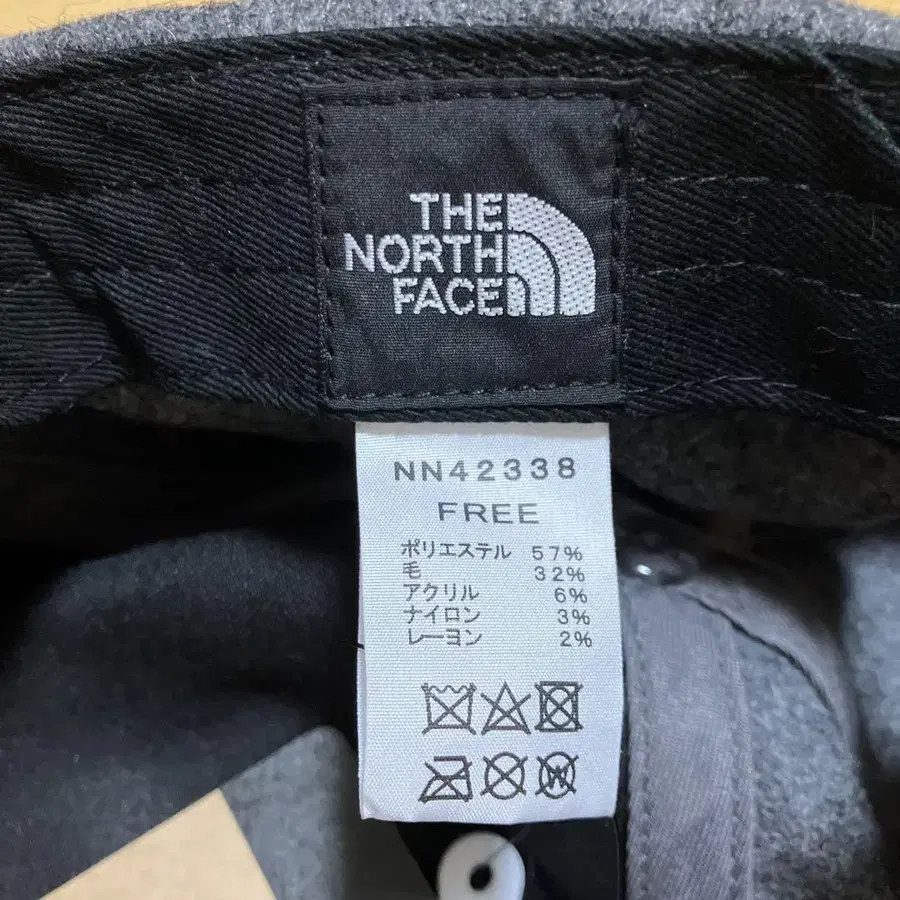 THE
NORTH
FACE
NN42338
FREE
ポリエステル 57%
毛 32%
アクリル 6%
ナイロン 3%
レーヨン 2%
W